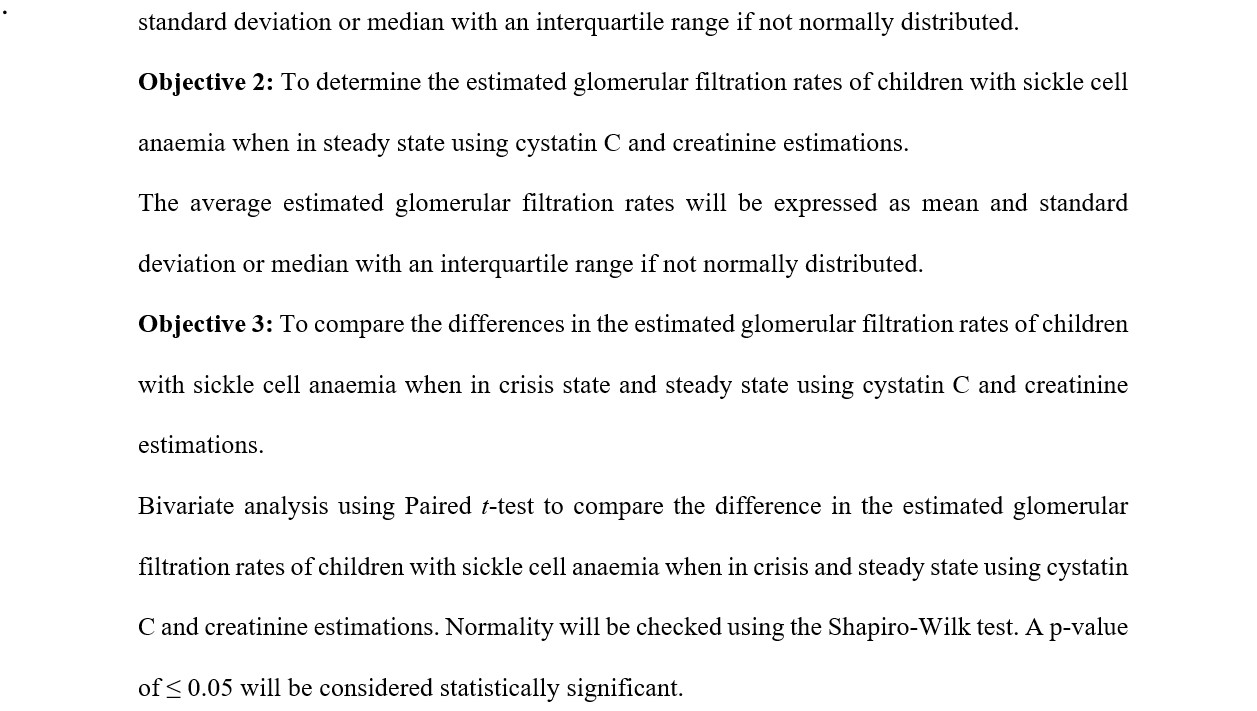 standard deviation or median with an interquartile range if not normally distributed.
Objective 2: To determine the estimated glomerular filtration rates of children with sickle cell
anaemia when in steady state using cystatin C and creatinine estimations.
The average estimated glomerular filtration rates will be expressed as mean and standard
deviation or median with an interquartile range if not normally distributed.
Objective 3: To compare the differences in the estimated glomerular filtration rates of children
with sickle cell anaemia when in crisis state and steady state using cystatin C and creatinine
estimations.
Bivariate analysis using Paired t-test to compare the difference in the estimated glomerular
filtration rates of children with sickle cell anaemia when in crisis and steady state using cystatin
C and creatinine estimations. Normality will be checked using the Shapiro-Wilk test. A p-value
of ≤ 0.05 will be considered statistically significant.